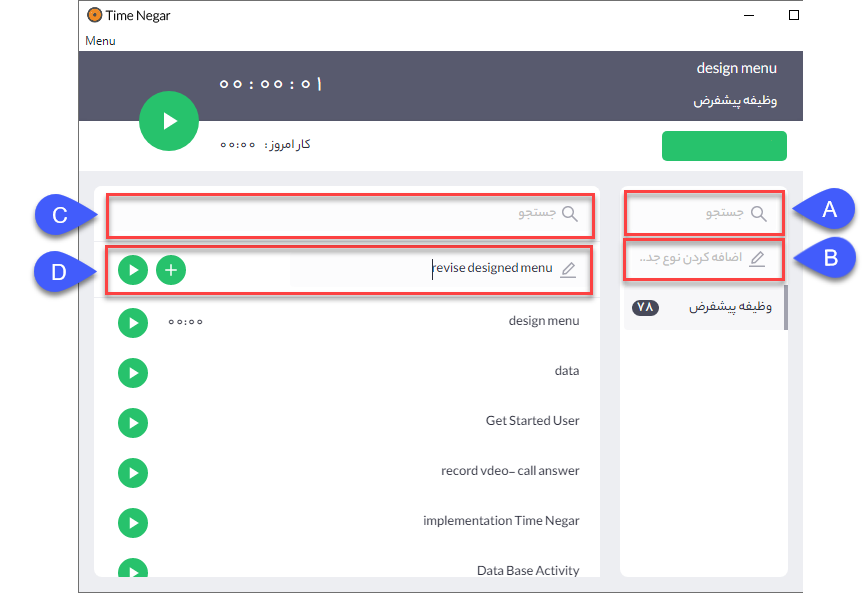 Time Negar
Menu
design menu
۰۰:۰۰:۰۱
وظیفه پیشفرض
کار امروز : ۰۰:۰۰
C
جستجو
جستجو
A
D
revise designed menu
اضافه کردن نوع جد..
B
۰۰:۰۰
design menu
وظیفه پیشفرض
۷۸
data
Get Started User
record vdeo- call answer
implementation Time Negar
Data Base Activity